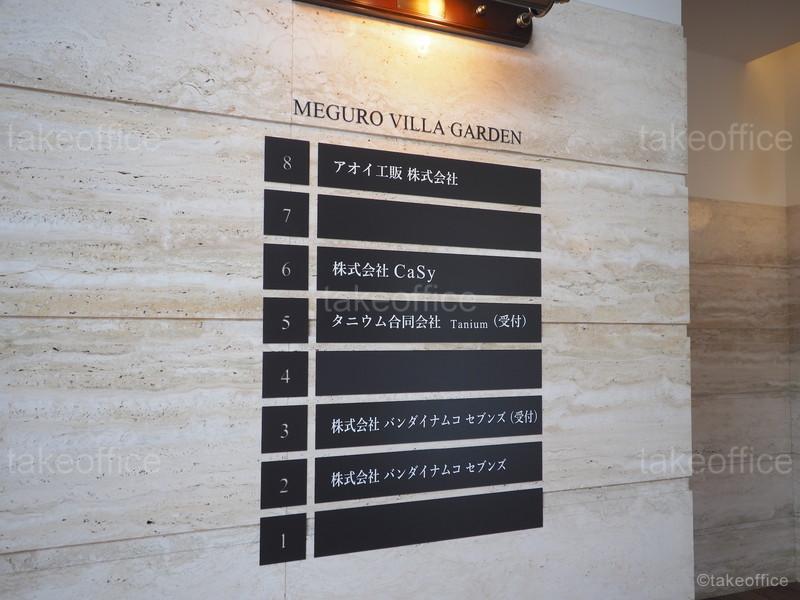 MEGURO VILLA GARDEN
8 アオイ工販 株式会社
7
6 株式会社 CaSy
5 タニウム合同会社 Tanium (受付)
4
3 株式会社 バンダイナムコ セブンズ (受付)
2 株式会社 バンダイナムコ セブンズ
1
takeoffice
takeoffice
takeoffice
takeoffice
takeoffice
©takeoffice